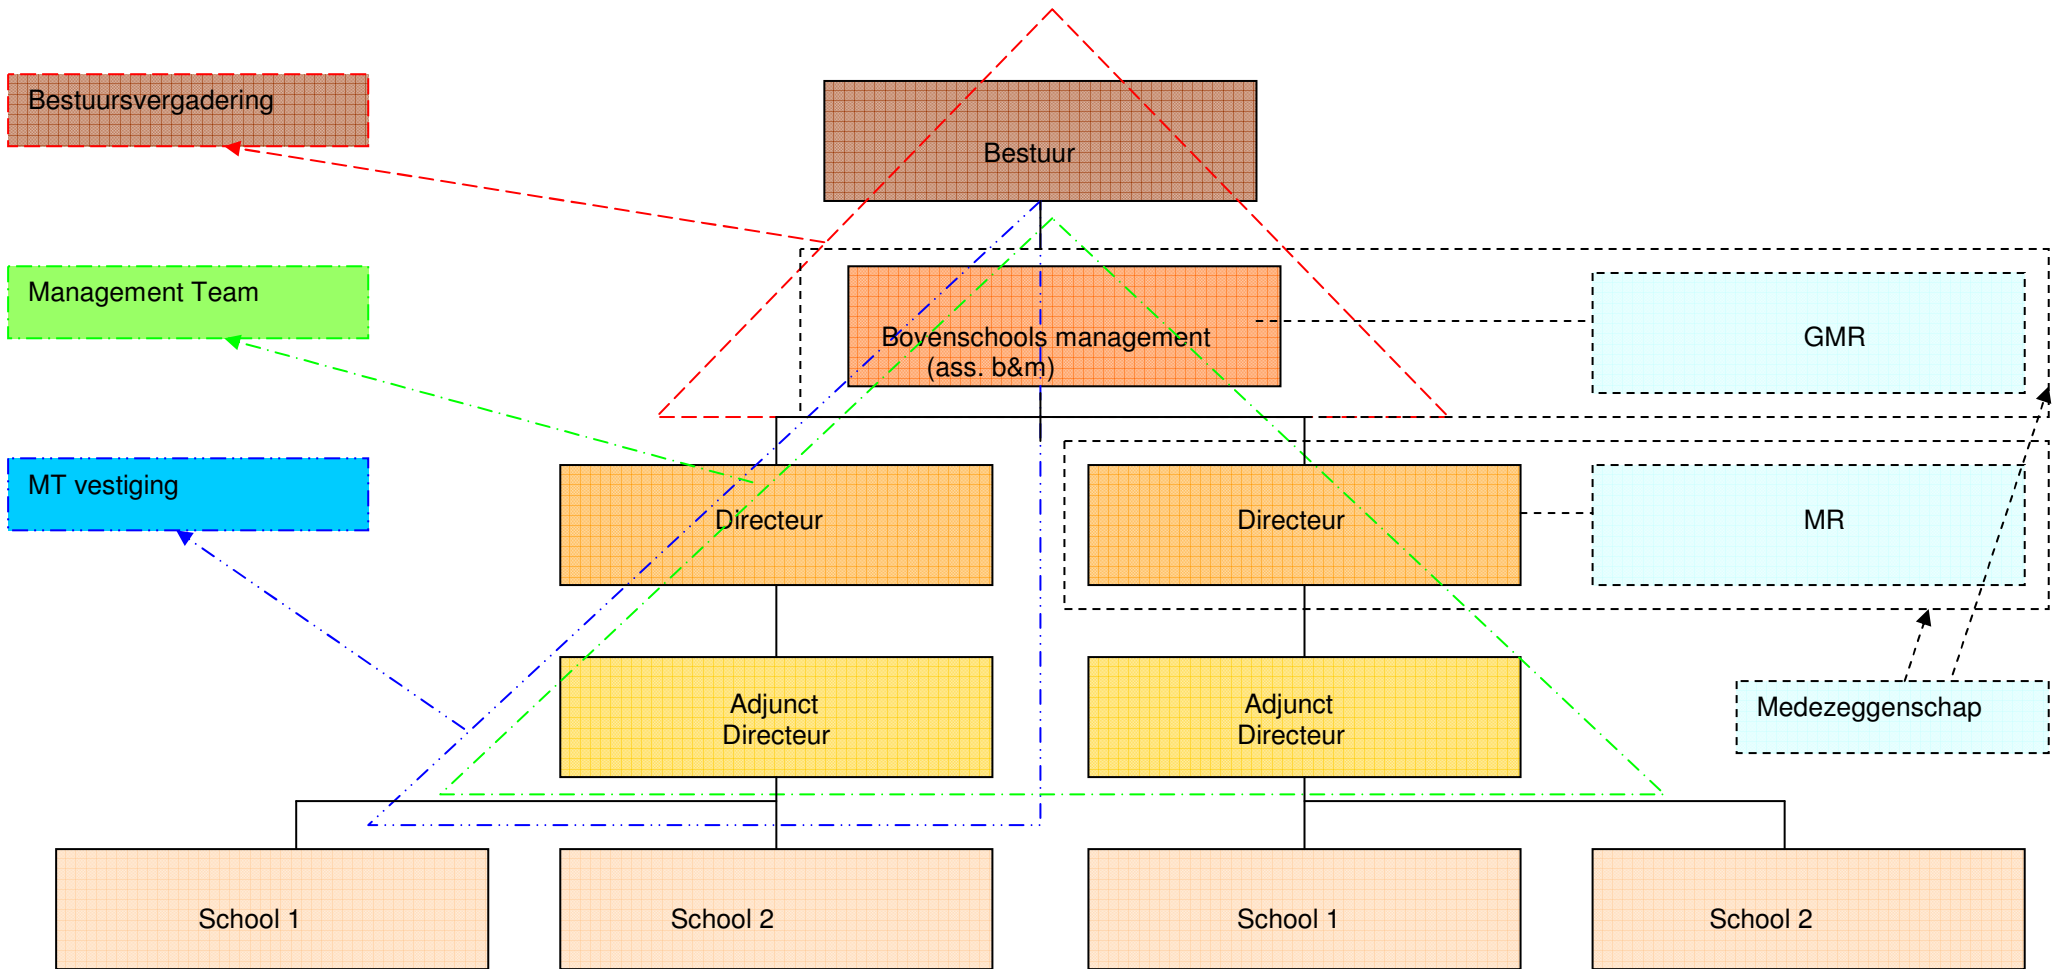 Bestuursvergadering
Bestuur
Management Team
Bovenschools management
(ass. b&m)
GMR
MT vestiging
Directeur
Directeur
MR
Adjunct
Directeur
Adjunct
Directeur
Medezeggenschap
School 1
School 2
School 1
School 2